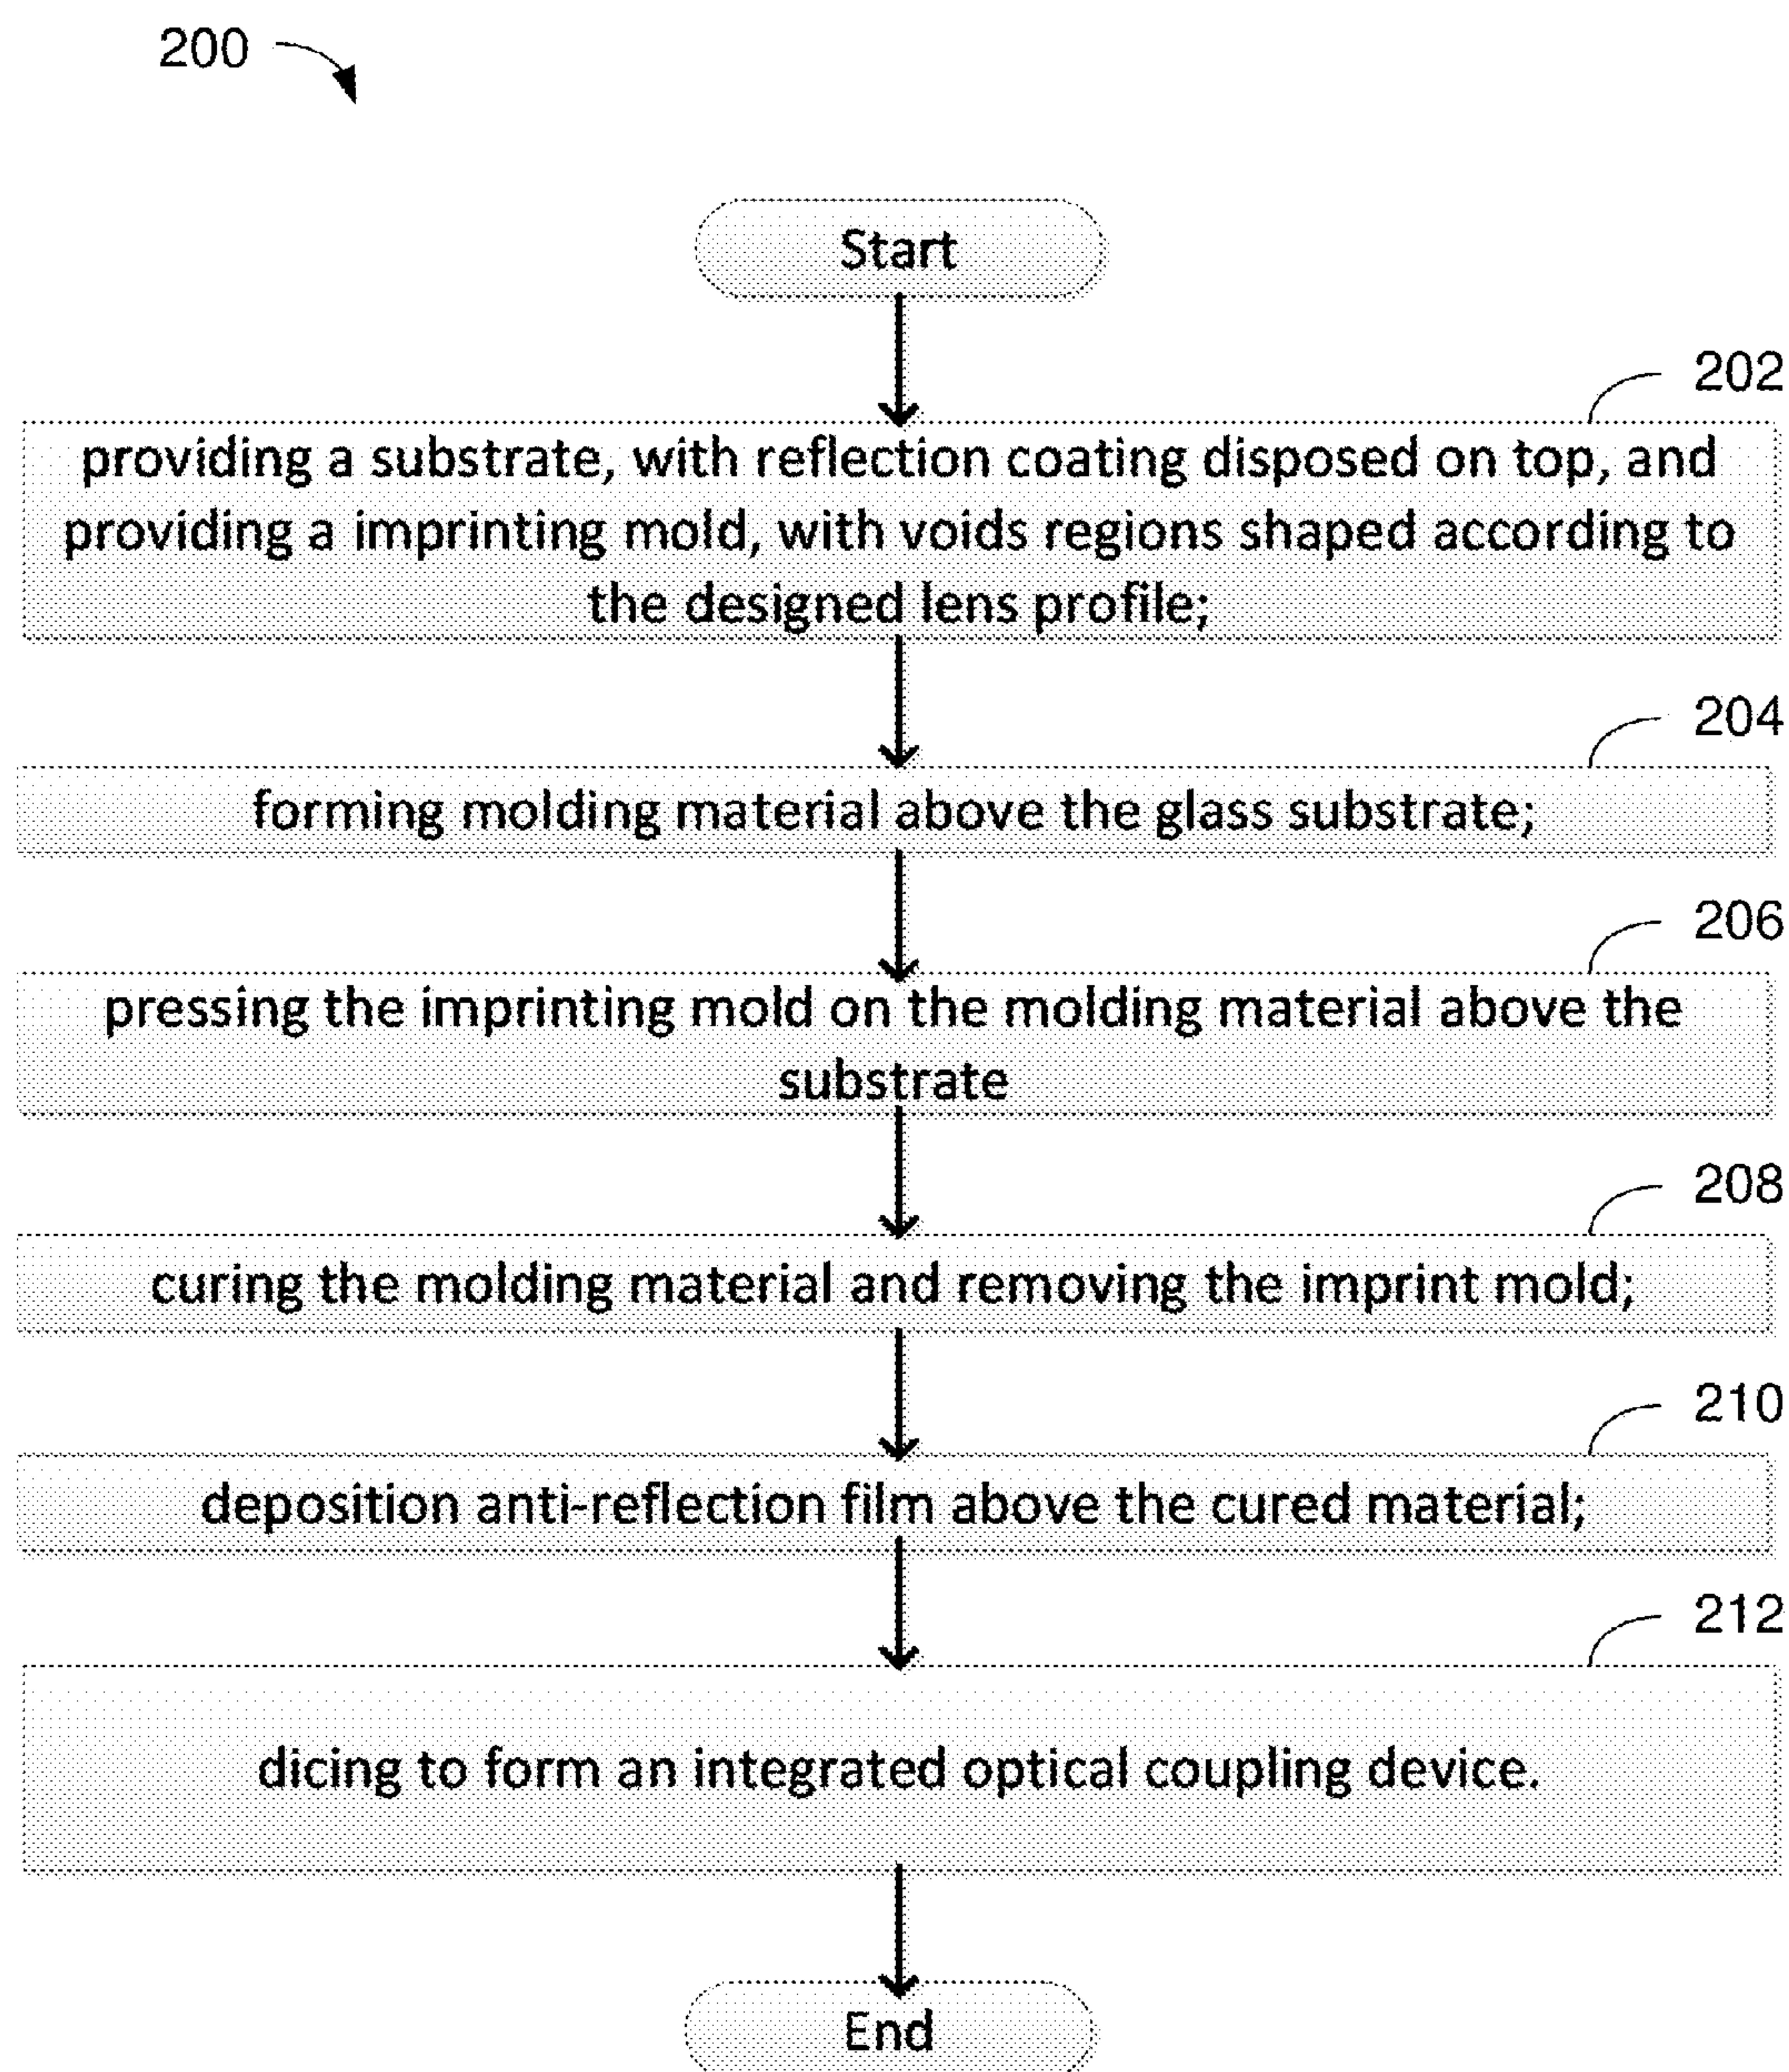 200
Start
202
providing a substrate, with reflection coating disposed on top, and
providing a imprinting mold, with voids regions shaped according to
the designed lens profile;
204
forming molding material above the glass substrate;
206
pressing the imprinting mold on the molding material above the
substrate
208
curing the molding material and removing the imprint mold;
210
deposition anti-reflection film above the cured material;
212
dicing to form an integrated optical coupling device.
End